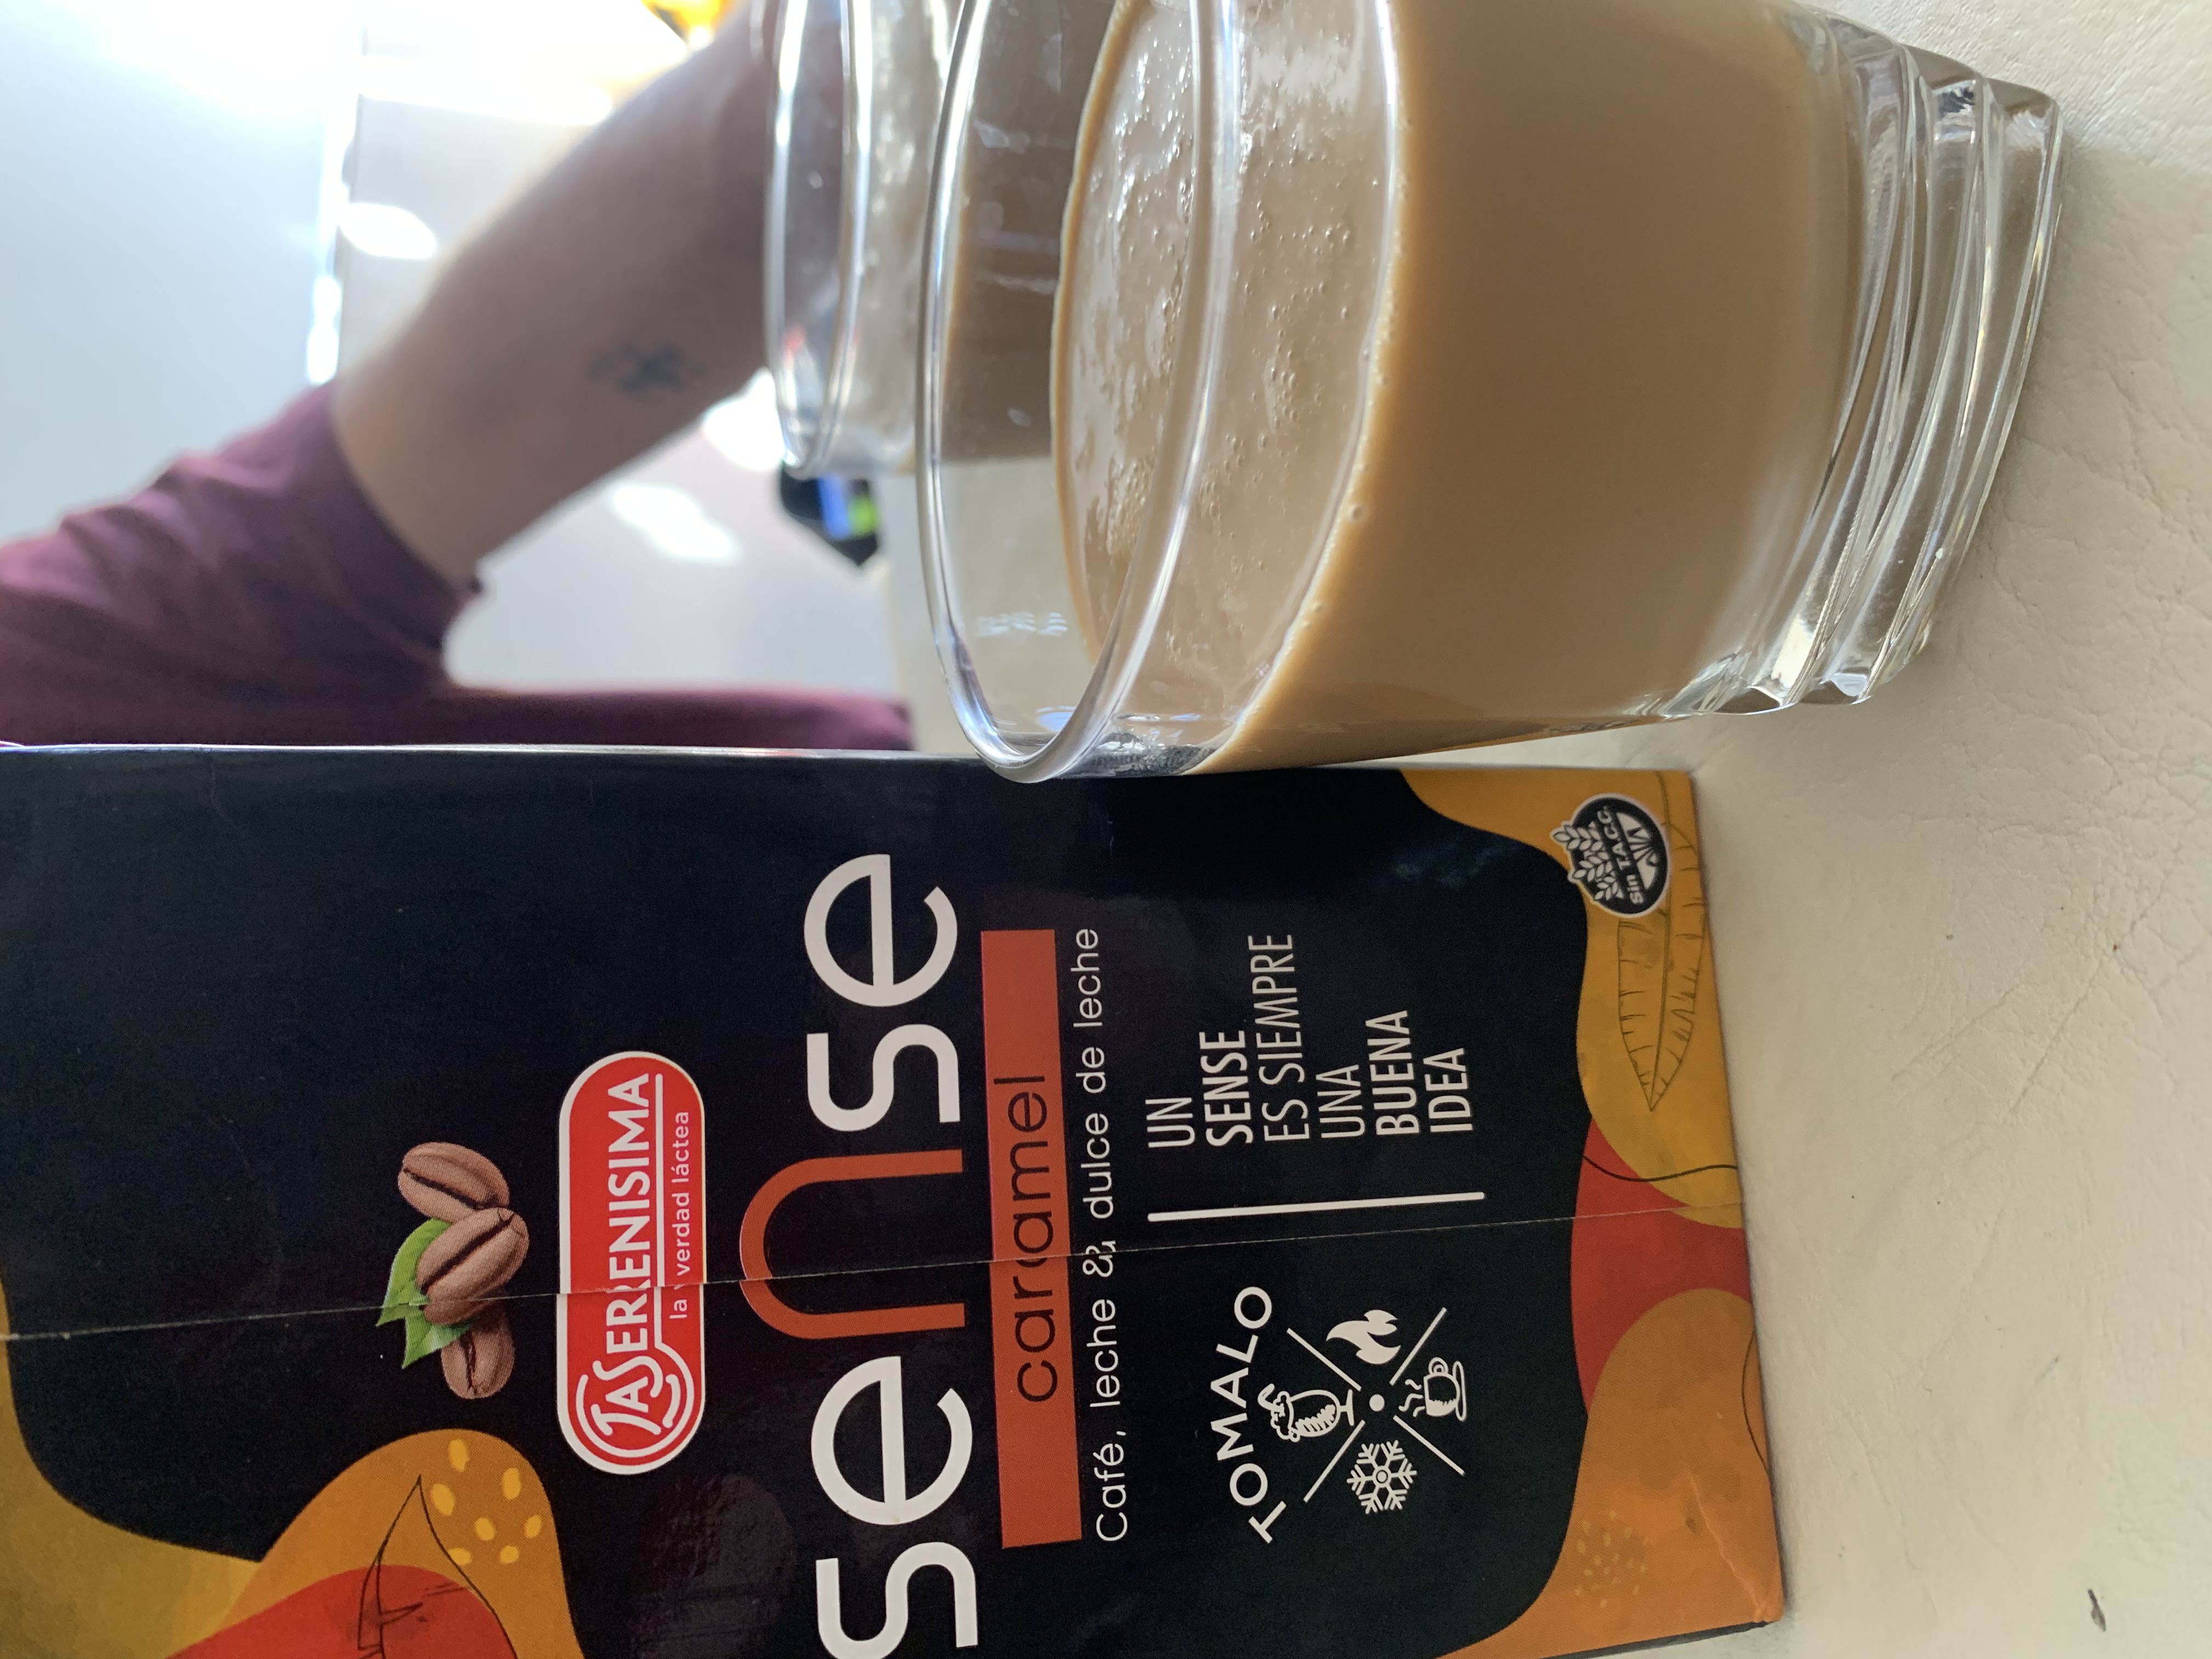 LA SERENISIMA
la verdad láctea
sense
caramel
Café, leche & dulce de leche
TOMALO
UN
SENSE
ES SIEMPRE
UNA
BUENA
IDEA
Sin T.A.C.C.